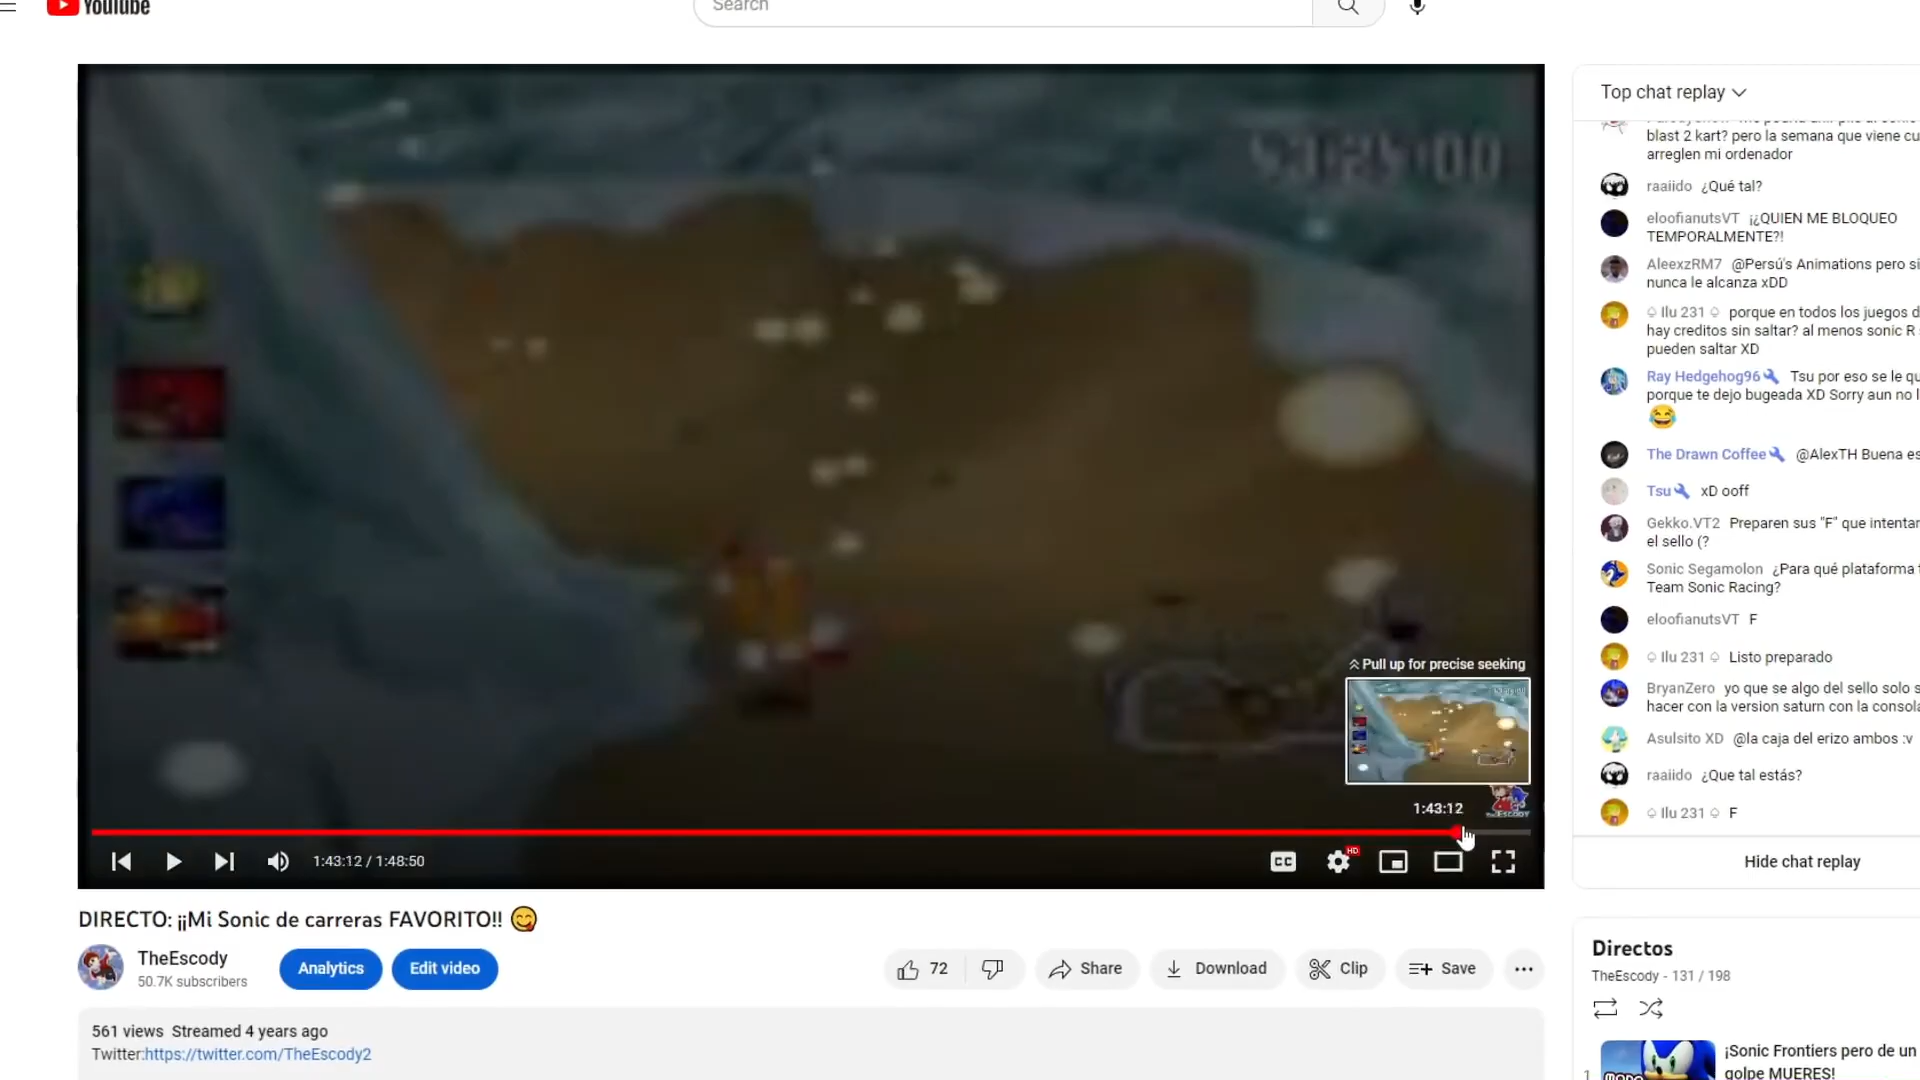 YouTube
Search
Top chat replay
blast 2 kart? pero la semana que viene cu
arreglen mi ordenador
raaiido ¿Qué tal?
eloofianutsVT ¡¿QUIEN ME BLOQUEO
TEMPORALMENTE?!
AleexzRM7 @Persú's Animations pero si
nunca le alcanza xDD
♤ Ilu 231 ♤ porque en todos los juegos d
hay creditos sin saltar? al menos sonic R s
pueden saltar XD
Ray Hedgehog96 Tsu por eso se le qu
porque te dejo bugeada XD Sorry aun no l
😂
The Drawn Coffee @AlexTH Buena es
Tsu xD ooff
Gekko.VT2 Preparen sus "F" que intentar
el sello (?
Sonic Segamolon ¿Para qué plataforma t
Team Sonic Racing?
eloofianutsVT F
♤ Ilu 231 ♤ Listo preparado
BryanZero yo que se algo del sello solo s
hacer con la version saturn con la consola
Asulsito XD @la caja del erizo ambos :v
raaiido ¿Que tal estás?
♤ Ilu 231 ♤ F
Hide chat replay
Pull up for precise seeking
1:43:12
THEESCODY
1:43:12 / 1:48:50
CC
HD
DIRECTO: ¡¡Mi Sonic de carreras FAVORITO!! 😋
TheEscody
50.7K subscribers
Analytics
Edit video
72
Share
Download
Clip
Save
561 views Streamed 4 years ago
Twitter:https://twitter.com/TheEscody2
Directos
TheEscody - 131 / 198
1
MODO
¡Sonic Frontiers pero de un
golpe MUERES!